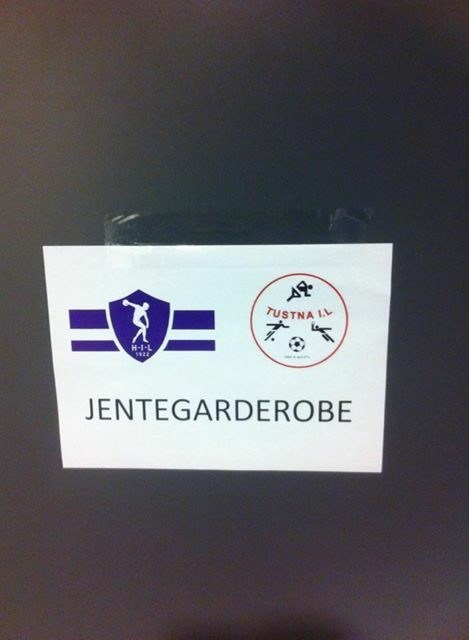 H·I·L
1922
TUSTNA I.L
JENTEGARDEROBE